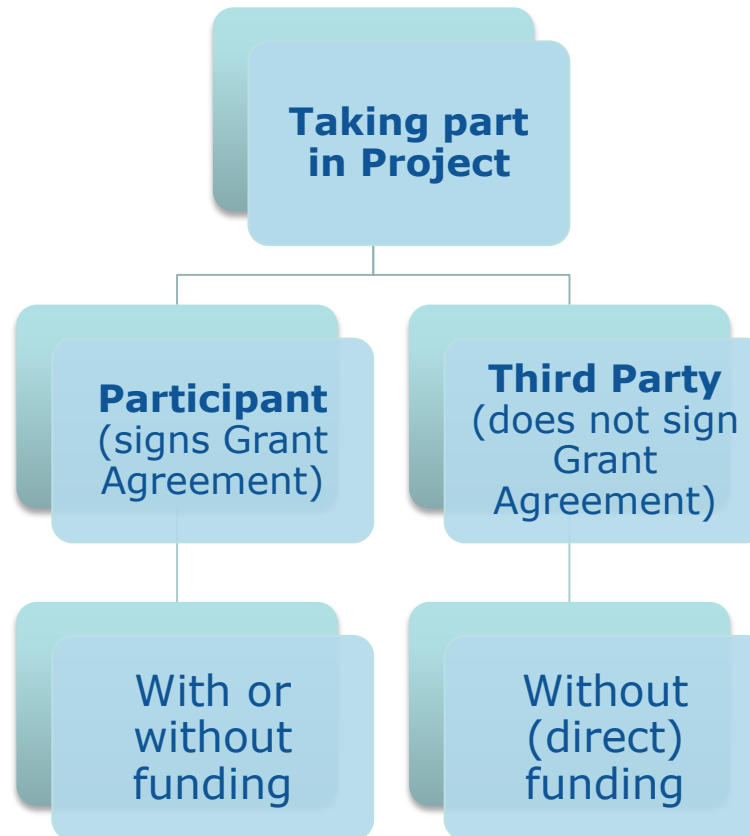 Taking part
in Project
Participant
(signs Grant
Agreement)
Third Party
(does not sign
Grant
Agreement)
With or
without
funding
Without
(direct)
funding